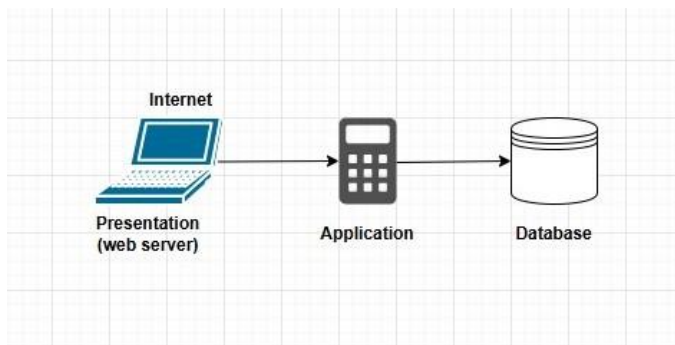 Internet
Presentation
(web server)
Application
Database